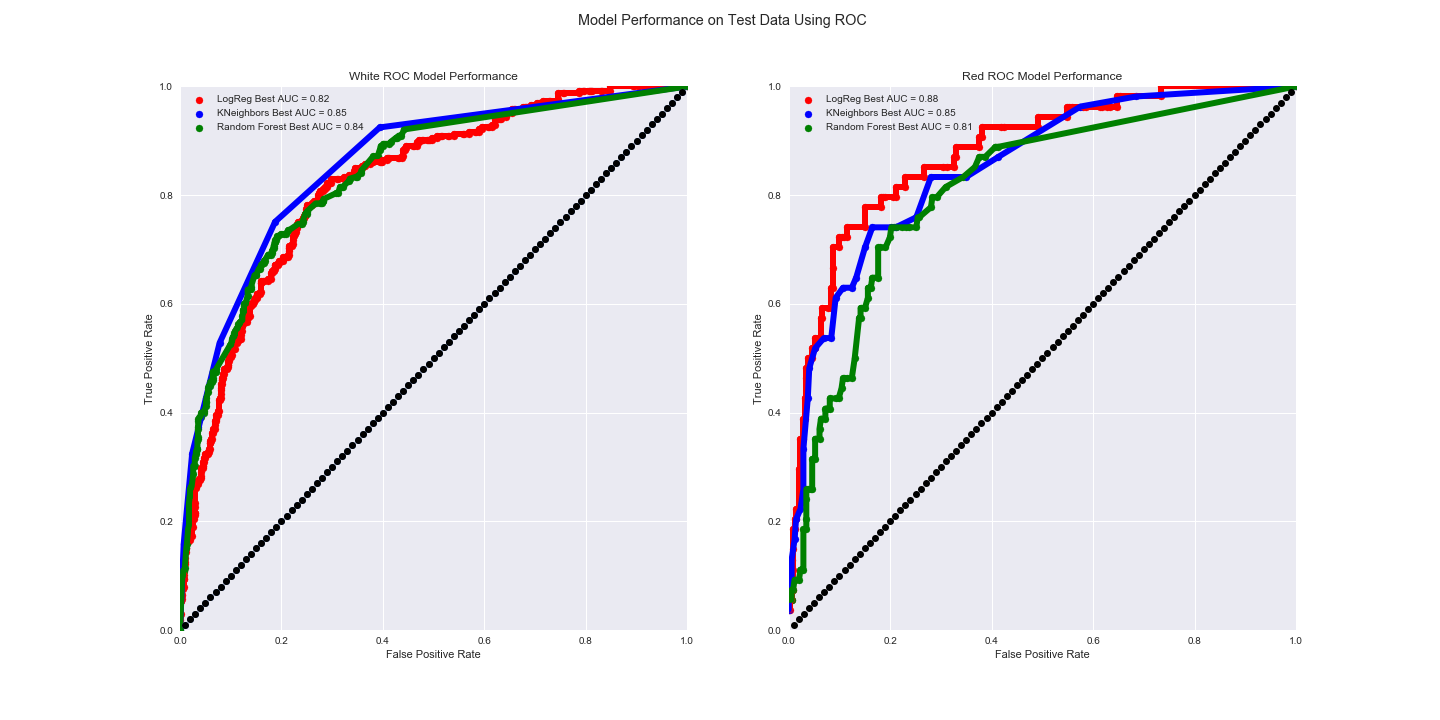 Model Performance on Test Data Using ROC
White ROC Model Performance
1.0
0.8
0.6
0.4
0.2
0.0
True Positive Rate
LogReg Best AUC = 0.82
KNeighbors Best AUC = 0.85
Random Forest Best AUC = 0.84
0.0 0.2 0.4 0.6 0.8 1.0
False Positive Rate
Red ROC Model Performance
1.0
0.8
0.6
0.4
0.2
0.0
True Positive Rate
LogReg Best AUC = 0.88
KNeighbors Best AUC = 0.85
Random Forest Best AUC = 0.81
0.0 0.2 0.4 0.6 0.8 1.0
False Positive Rate